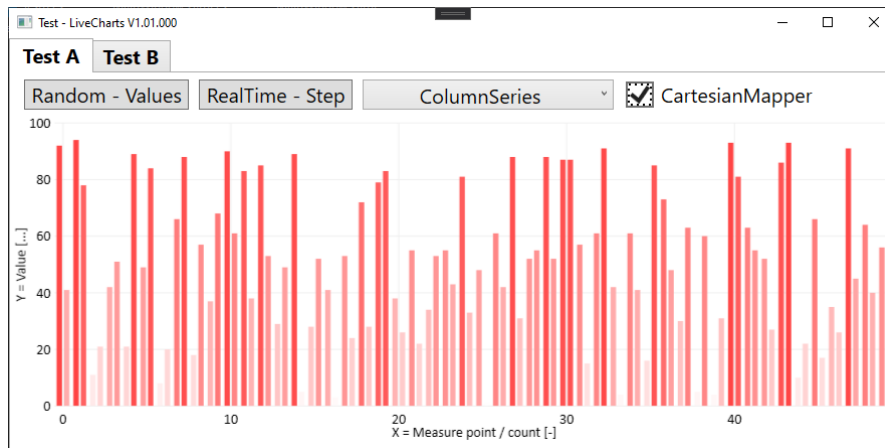 Test - LiveCharts V1.01.000
Test A Test B
Random - Values RealTime - Step ColumnSeries CartesianMapper
100
80
60
40
20
0
Y = Value [...]
0 10 20 30 40
X = Measure point / count [-]